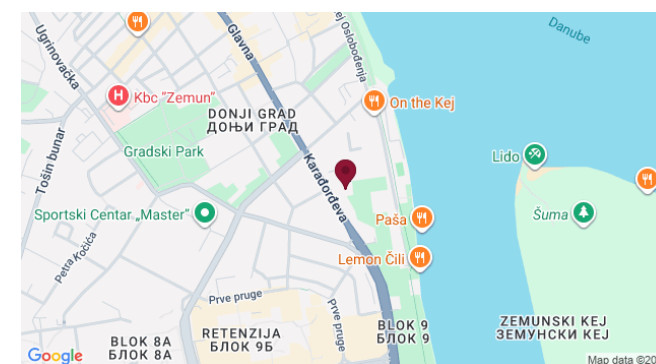 Ugrinovačka
Glavna
ej Oslobođenja
Danube
Kbc "Zemun"
On the Kej
DONJI GRAD
ДОЊИ ГРАД
Gradski Park
Karađorđeva
Lido
Tošin bunar
Sportski Centar „Master"
Paša
Šuma
Petra Kočića
Lemon Čili
Prve pruge
Prve pruge
BLOK 8A
БЛОК 8А
RETENZIJA
БЛОК 9Б
BLOK 9
БЛОК 9
ZEMUNSKI KEJ
ЗЕМУНСКИ КЕЈ
Google
Map data ©20